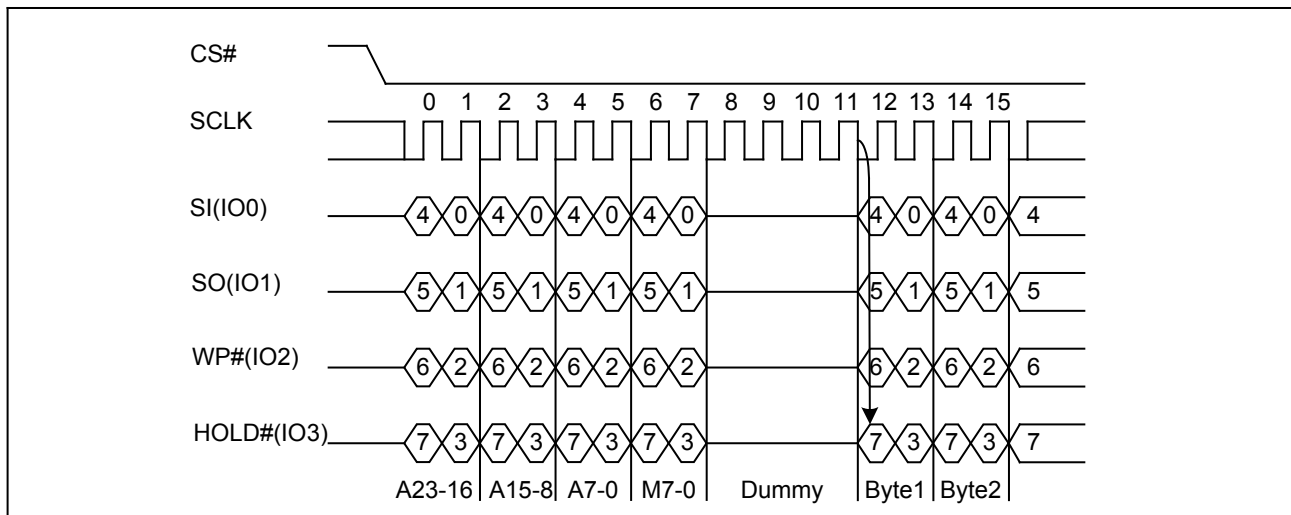 CS#
0 1 2 3 4 5 6 7 8 9 10 11 12 13 14 15
SCLK
SI(IO0) 4 0 4 0 4 0 4 0 4 0 4 0 4
SO(IO1) 5 1 5 1 5 1 5 1 5 1 5 1 5
WP#(IO2) 6 2 6 2 6 2 6 2 6 2 6 2 6
HOLD#(IO3) 7 3 7 3 7 3 7 3 7 3 7 3 7
A23-16 A15-8 A7-0 M7-0 Dummy Byte1 Byte2